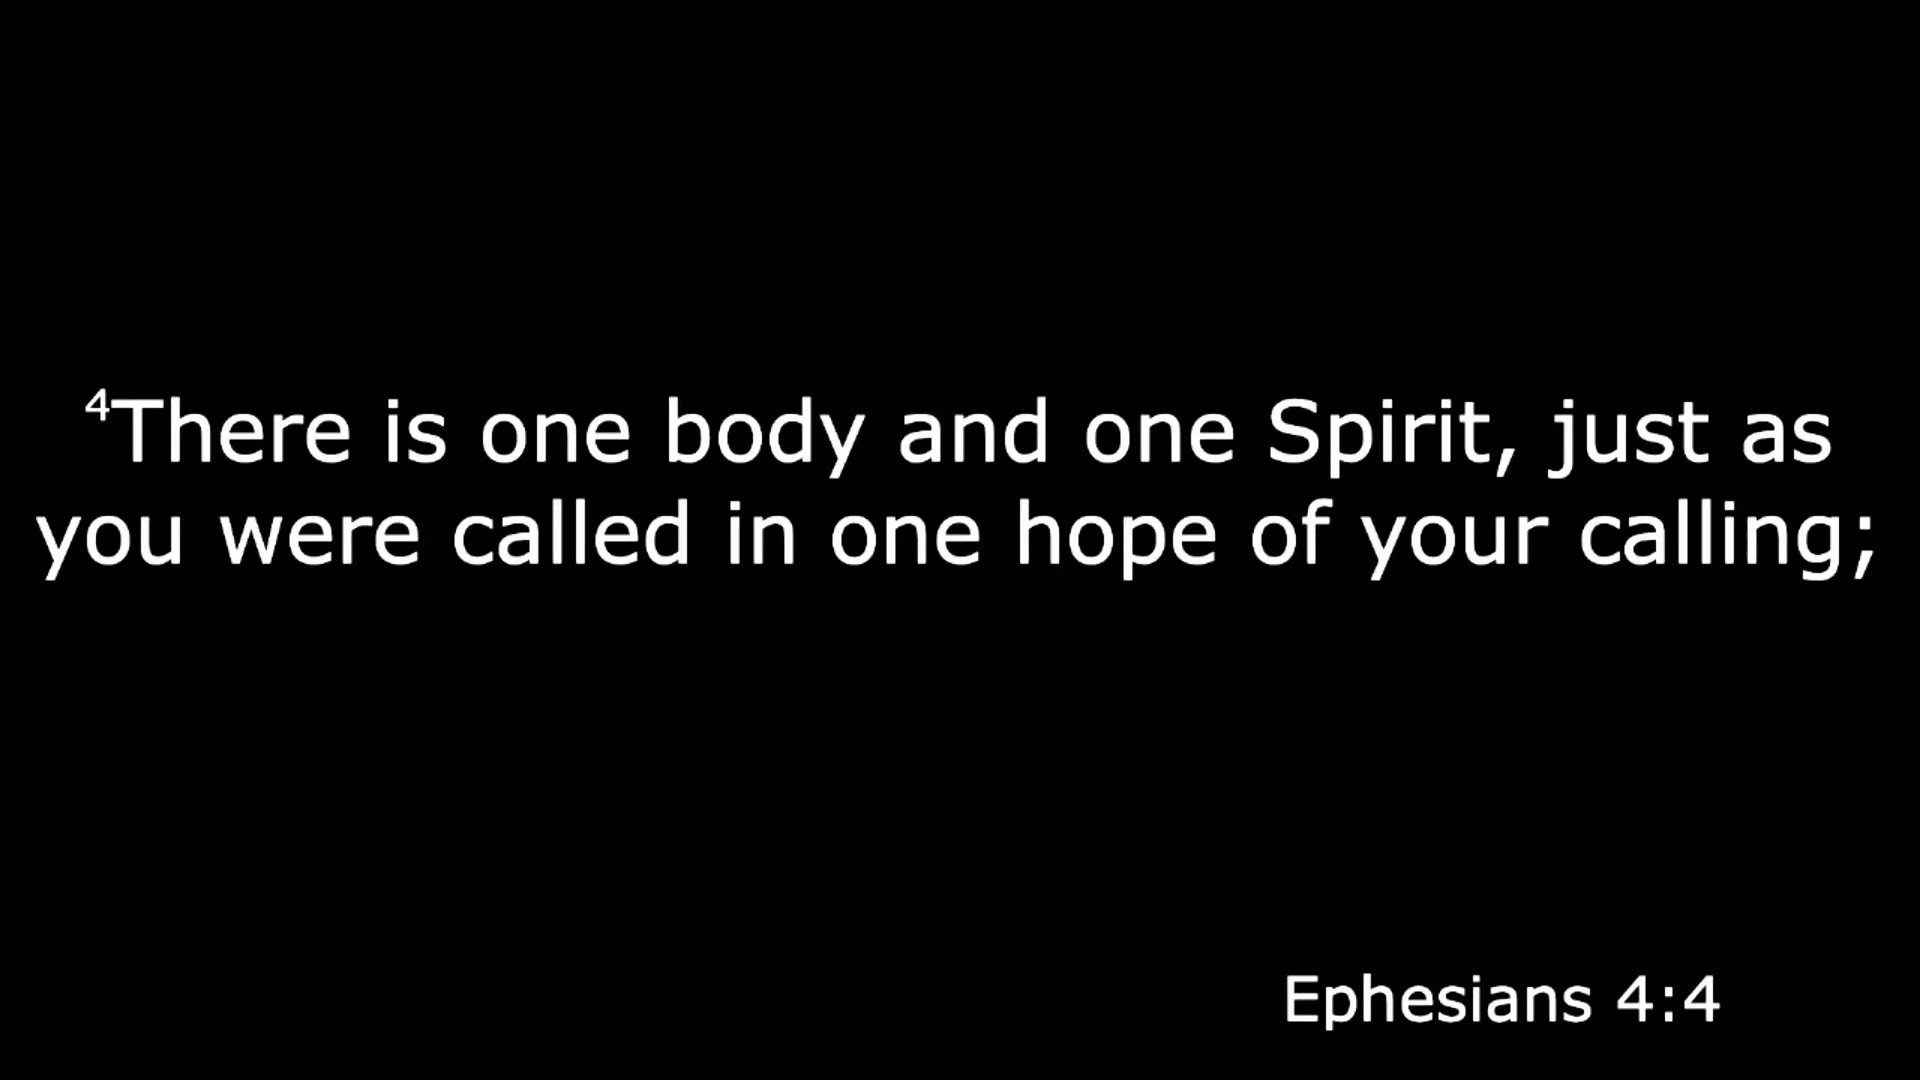 ⁴There is one body and one Spirit, just as
you were called in one hope of your calling;
Ephesians 4:4